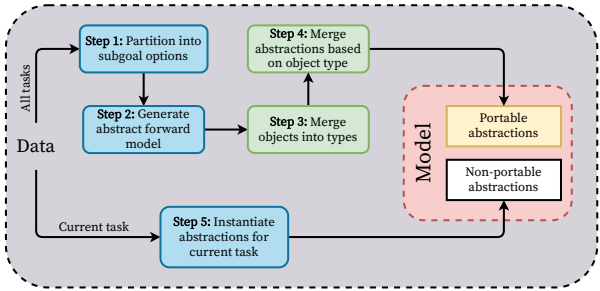 Step 1: Partition into
subgoal options
Step 4: Merge
abstractions based
on object type
All tasks
Step 2: Generate
abstract forward
model
Step 3: Merge
objects into types
Data
Model
Portable
abstractions
Non-portable
abstractions
Current task
Step 5: Instantiate
abstractions for
current task